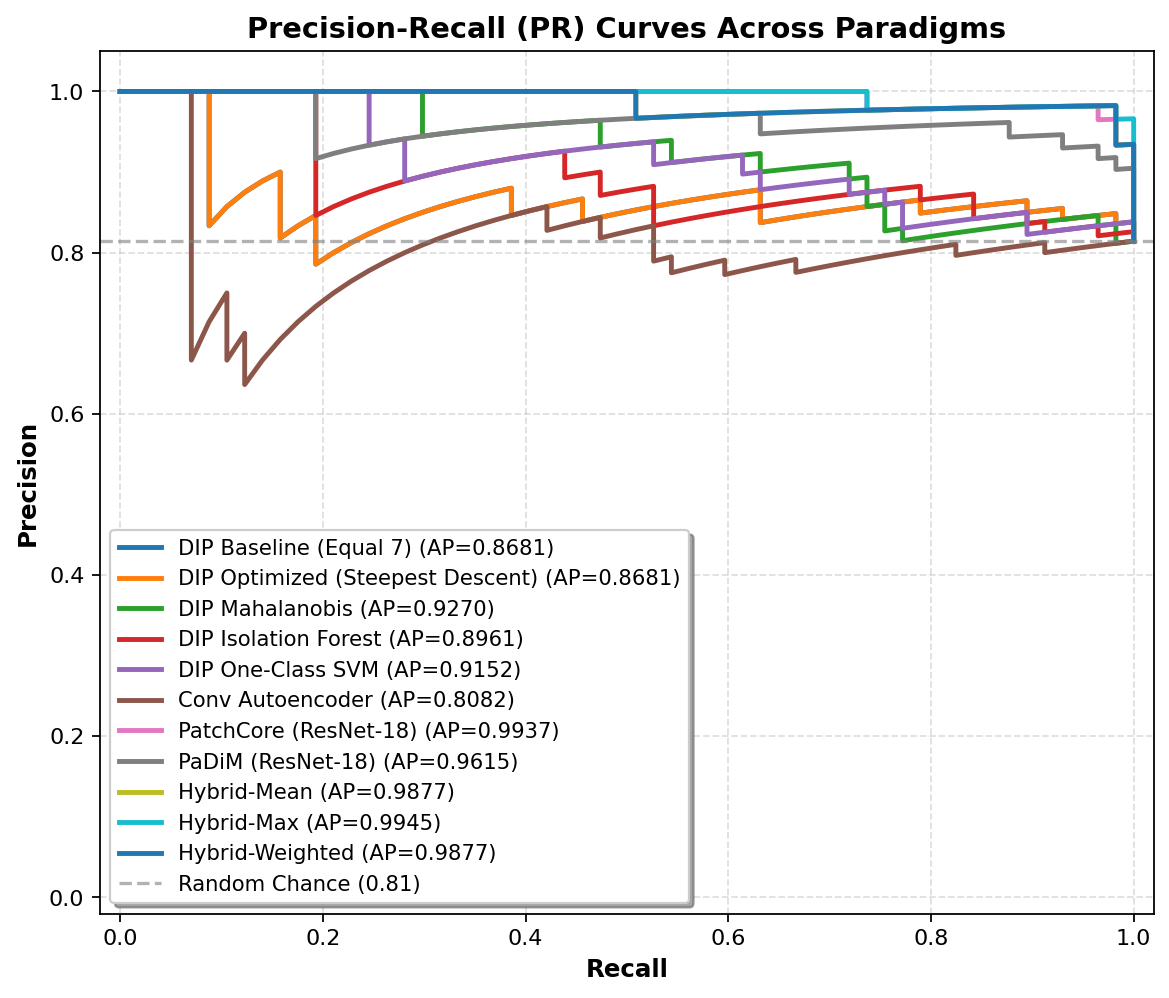 Precision-Recall (PR) Curves Across Paradigms
Precision
1.0
0.8
0.6
0.4
0.2
0.0
DIP Baseline (Equal 7) (AP=0.8681)
DIP Optimized (Steepest Descent) (AP=0.8681)
DIP Mahalanobis (AP=0.9270)
DIP Isolation Forest (AP=0.8961)
DIP One-Class SVM (AP=0.9152)
Conv Autoencoder (AP=0.8082)
PatchCore (ResNet-18) (AP=0.9937)
PaDiM (ResNet-18) (AP=0.9615)
Hybrid-Mean (AP=0.9877)
Hybrid-Max (AP=0.9945)
Hybrid-Weighted (AP=0.9877)
Random Chance (0.81)
0.0 0.2 0.4 0.6 0.8 1.0
Recall